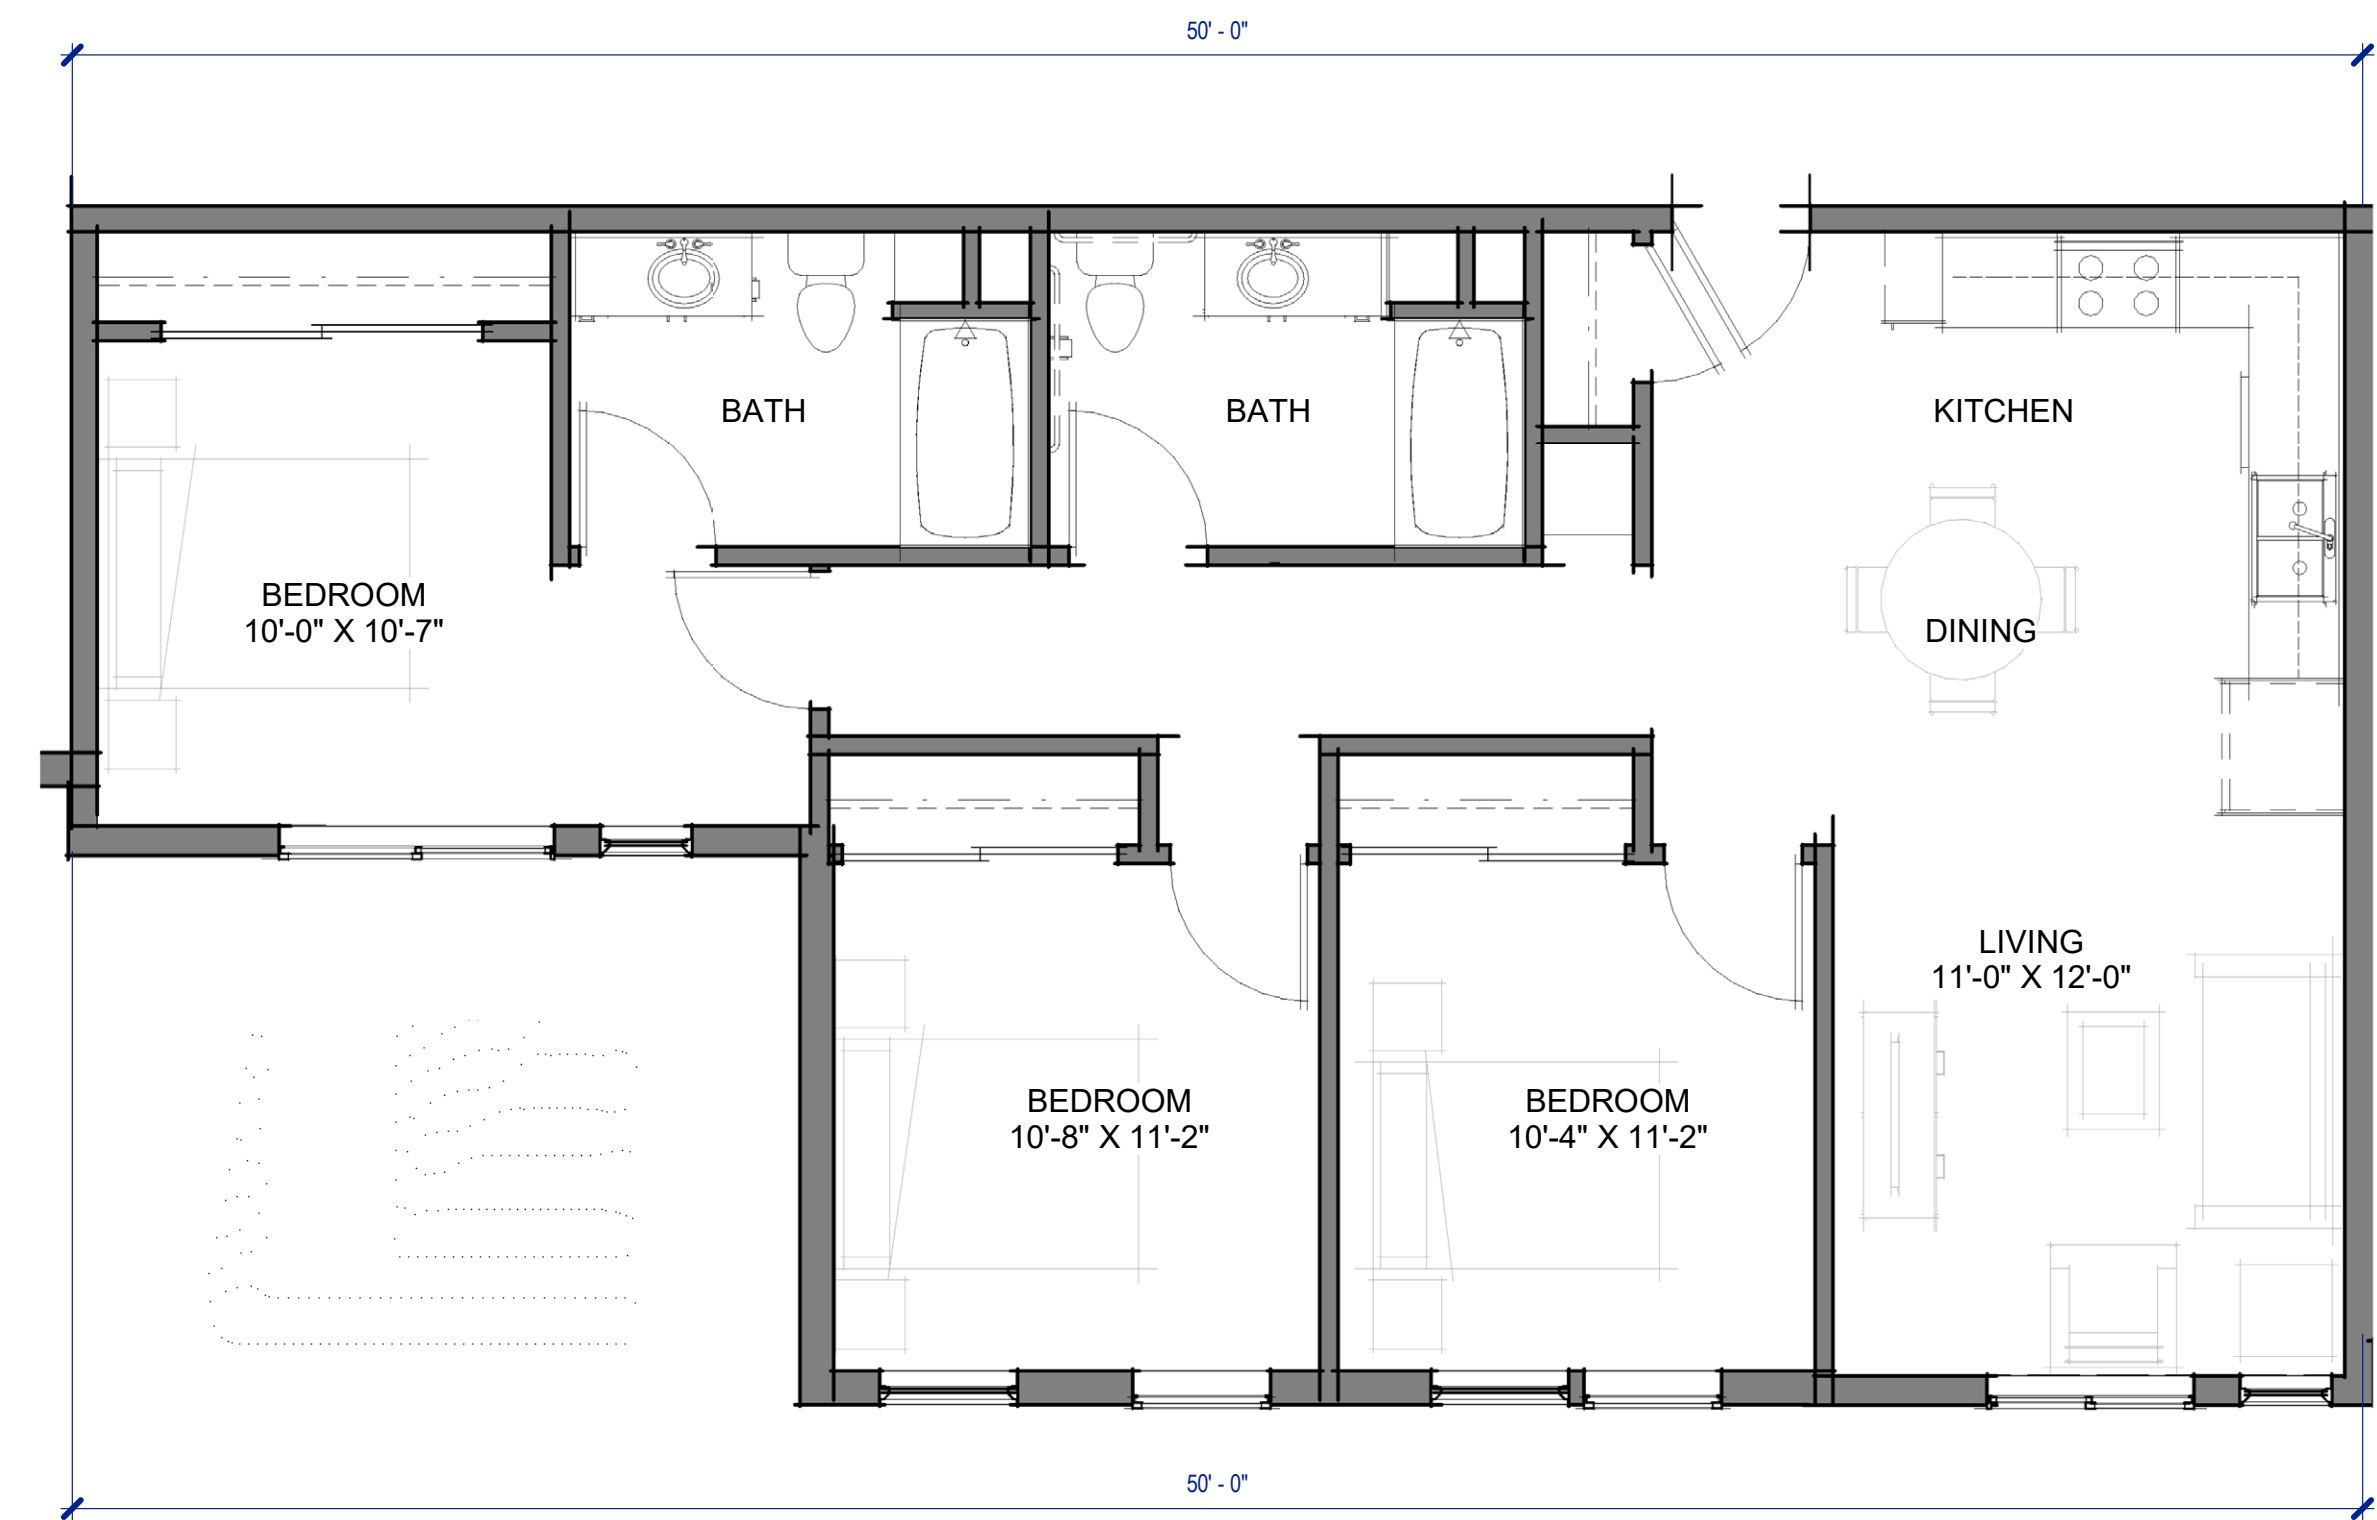 50' - 0"
BATH
BATH
KITCHEN
BEDROOM
10'-0" X 10'-7"
DINING
LIVING
11'-0" X 12'-0"
BEDROOM
10'-8" X 11'-2"
BEDROOM
10'-4" X 11'-2"
50' - 0"